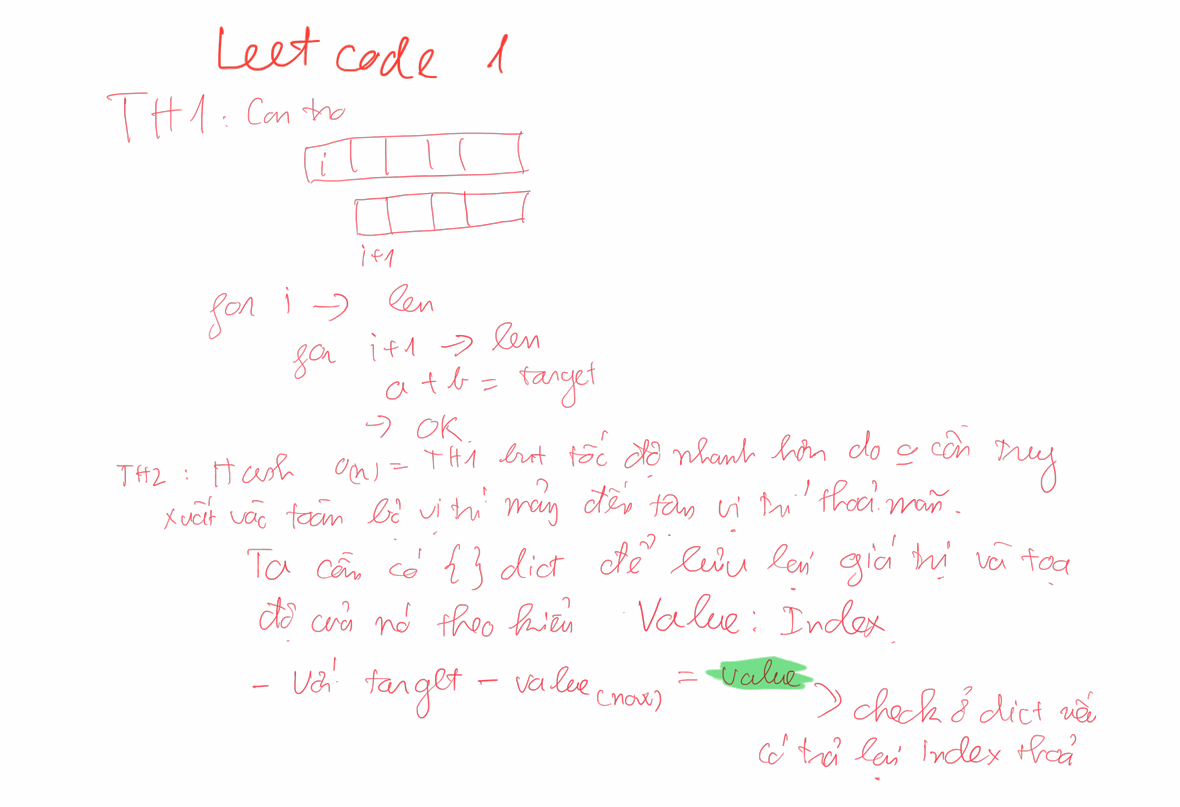 Leet code 1
TH1: Con tro
i
i+1
for i → len
for i+1 → len
a + b = target
→ OK
TH2: Hash O(n) = TH1 but tốc độ nhanh hơn do cần truy
xuất vào toàn bộ vị trí mảng đến vị trí thoả mãn.
Ta cần có { } dict để lưu lại giá trị và toạ
độ của nó theo kiểu Value: Index
- Với target - value (now) = value
check ở dict nếu
có trả lại index thoả